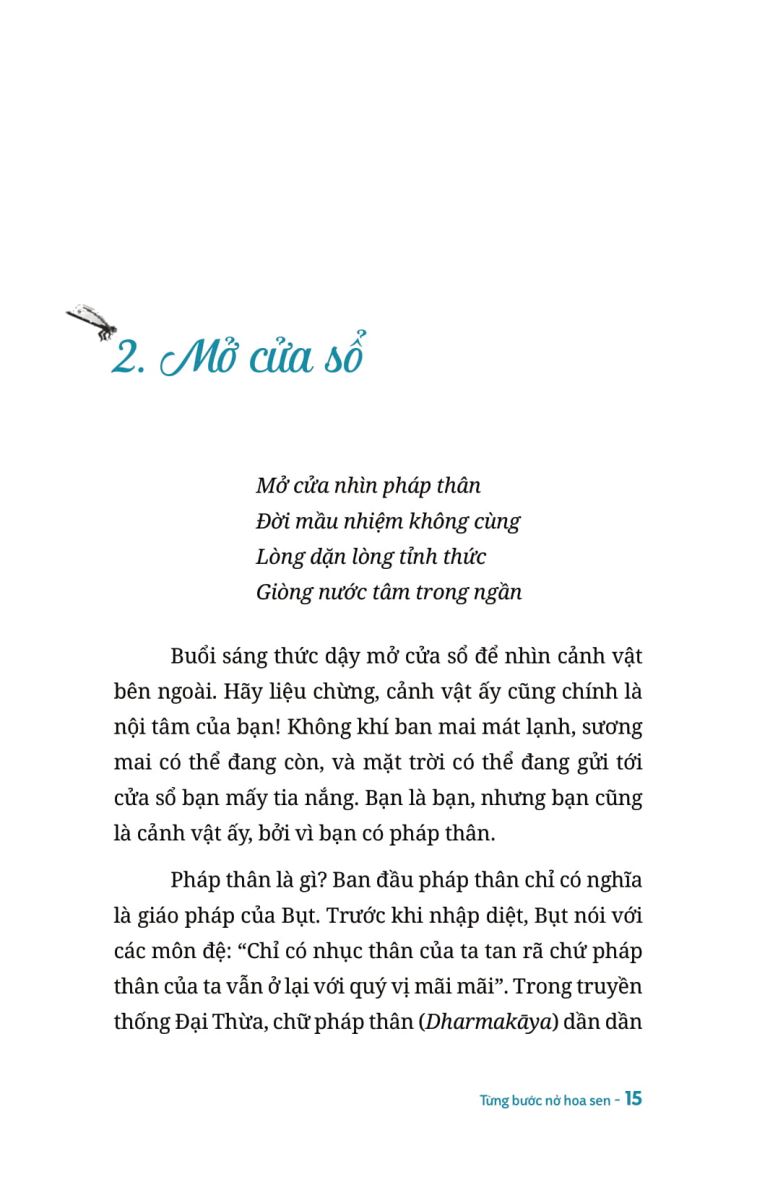 2. Mở cửa sổ
Mở cửa nhìn pháp thân
Đời mầu nhiệm không cùng
Lòng dặn lòng tỉnh thức
Giòng nước tâm trong ngần
Buổi sáng thức dậy mở cửa sổ để nhìn cảnh vật
bên ngoài. Hãy liệu chừng, cảnh vật ấy cũng chính là
nội tâm của bạn! Không khí ban mai mát lạnh, sương
mai có thể đang còn, và mặt trời có thể đang gửi tới
cửa sổ bạn mấy tia nắng. Bạn là bạn, nhưng bạn cũng
là cảnh vật ấy, bởi vì bạn có pháp thân.
Pháp thân là gì? Ban đầu pháp thân chỉ có nghĩa
là giáo pháp của Bụt. Trước khi nhập diệt, Bụt nói với
các môn đệ: “Chỉ có nhục thân của ta tan rã chứ pháp
thân của ta vẫn ở lại với quý vị mãi mãi”. Trong truyền
thống Đại Thừa, chữ pháp thân (Dharmakāya) dần dần
Từng bước nở hoa sen - 15